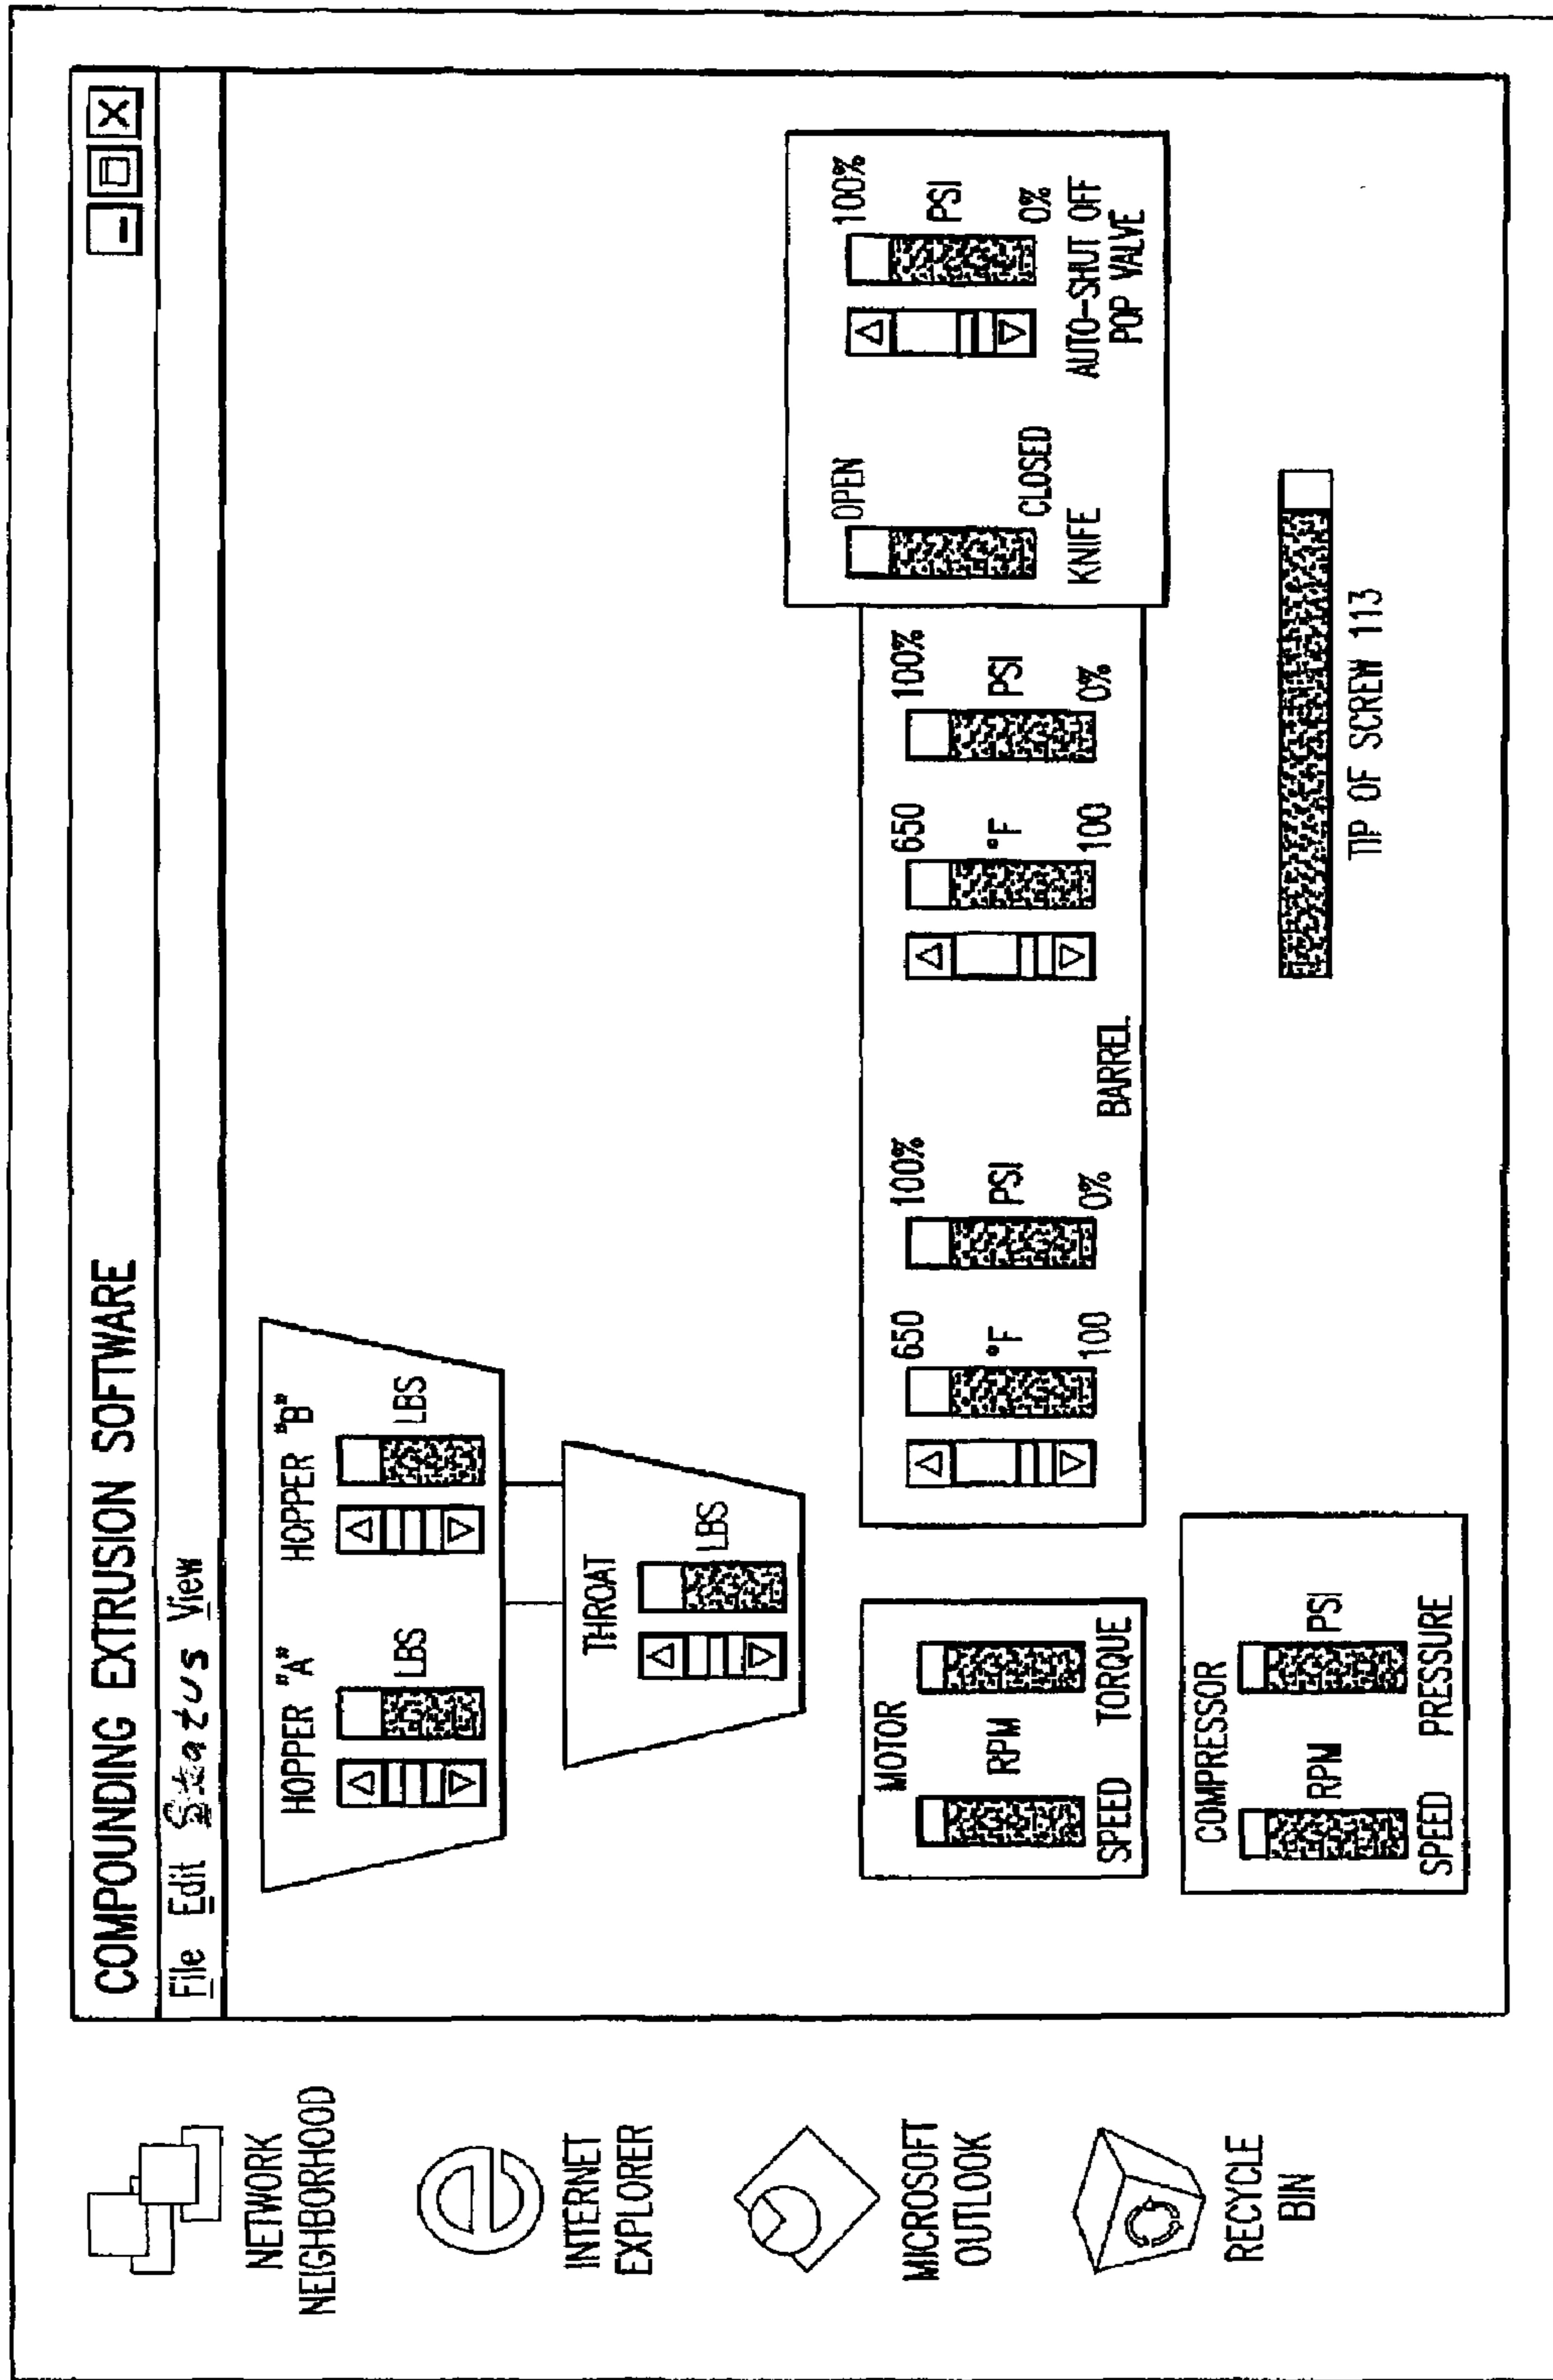 NETWORK
NEIGHBORHOOD
INTERNET
EXPLORER
MICROSOFT
OUTLOOK
RECYCLE
BIN
COMPOUNDING EXTRUSION SOFTWARE
File Edit Status View
HOPPER "A"
LBS
HOPPER "B"
LBS
THROAT
LBS
MOTOR
RPM
SPEED TORQUE
COMPRESSOR
RPM PSI
SPEED PRESSURE
650 100% 650 100%
°F PSI °F PSI
100 0% 100 0%
BARREL
OPEN 100%
PSI
CLOSED 0%
KNIFE AUTO-SHUT OFF
POP VALVE
TIP OF SCREW 113